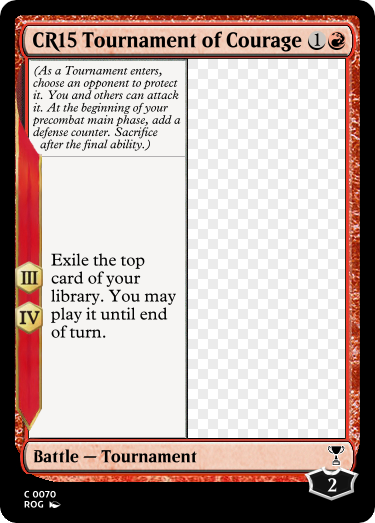 CR15 Tournament of Courage 1
(As a Tournament enters,
choose an opponent to protect
it. You and others can attack
it. At the beginning of your
precombat main phase, add a
defense counter. Sacrifice
after the final ability.)
III
IV
Exile the top
card of your
library. You may
play it until end
of turn.
Battle — Tournament
2
C 0070
ROG